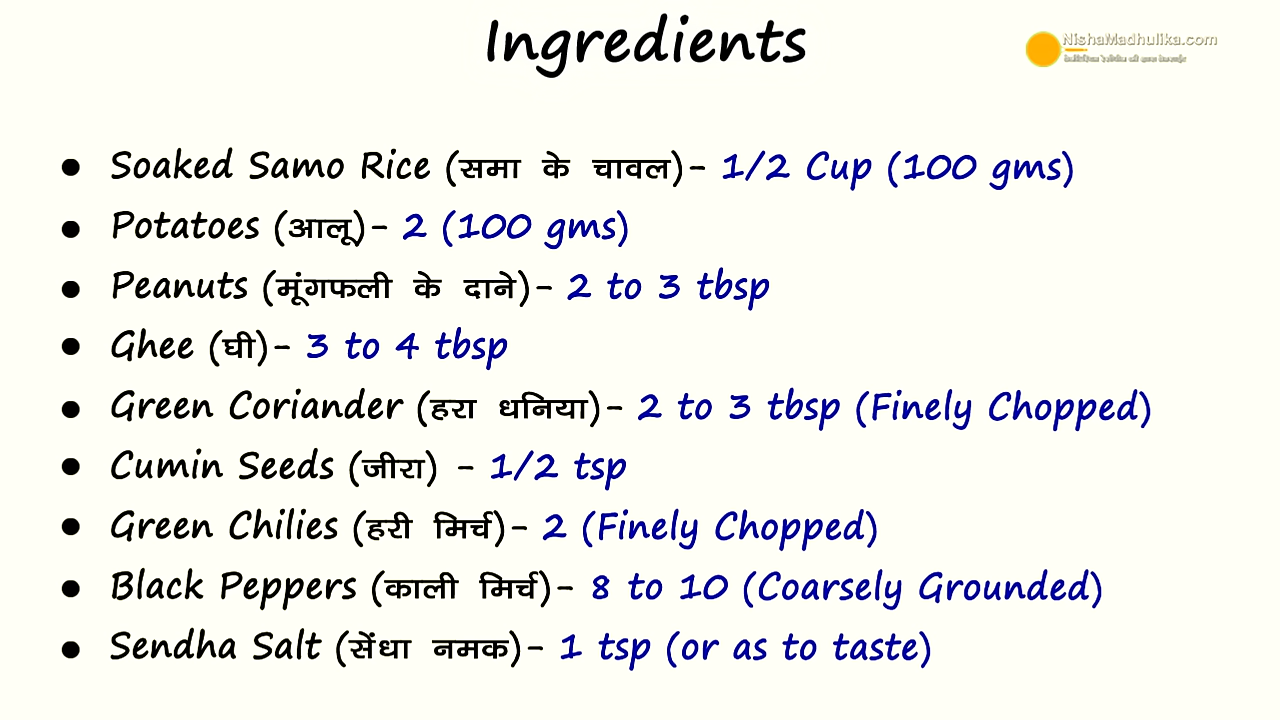 Ingredients
NishaMadhulika.com
• Soaked Samo Rice (समा के चावल)- 1/2 Cup (100 gms)
• Potatoes (आलू)- 2 (100 gms)
• Peanuts (मूंगफली के दाने)- 2 to 3 tbsp
• Ghee (घी)- 3 to 4 tbsp
• Green Coriander (हरा धनिया)- 2 to 3 tbsp (Finely Chopped)
• Cumin Seeds (जीरा) - 1/2 tsp
• Green Chilies (हरी मिर्च)- 2 (Finely Chopped)
• Black Peppers (काली मिर्च)- 8 to 10 (Coarsely Grounded)
• Sendha Salt (सेंधा नमक)- 1 tsp (or as to taste)